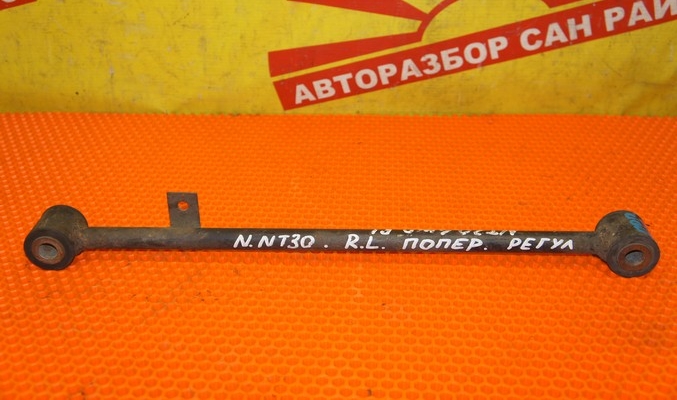 АВТОРАЗБОР САН РАЙ
N.NT30. R.L. ПОПЕР. РЕГУЛ